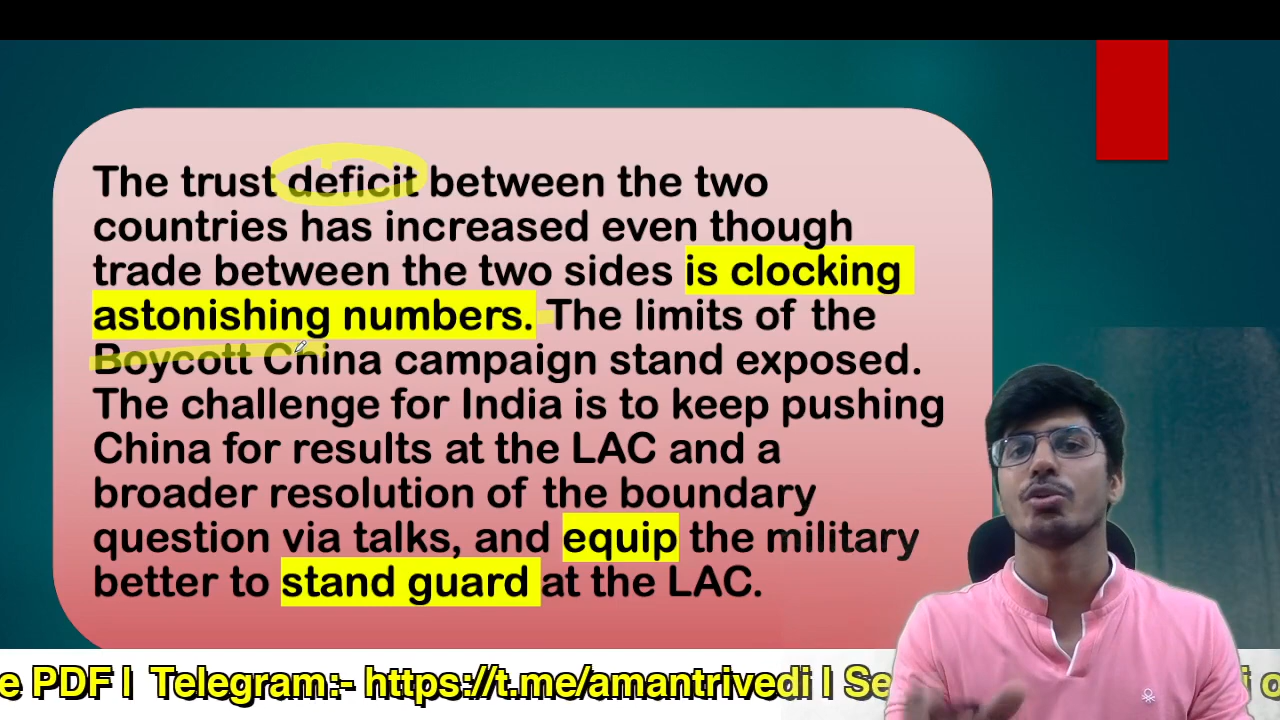 The trust deficit between the two
countries has increased even though
trade between the two sides is clocking
astonishing numbers. The limits of the
Boycott China campaign stand exposed.
The challenge for India is to keep pushing
China for results at the LAC and a
broader resolution of the boundary
question via talks, and equip the military
better to stand guard at the LAC.
e PDF l Telegram:- https://t.me/amantrivedi l Se